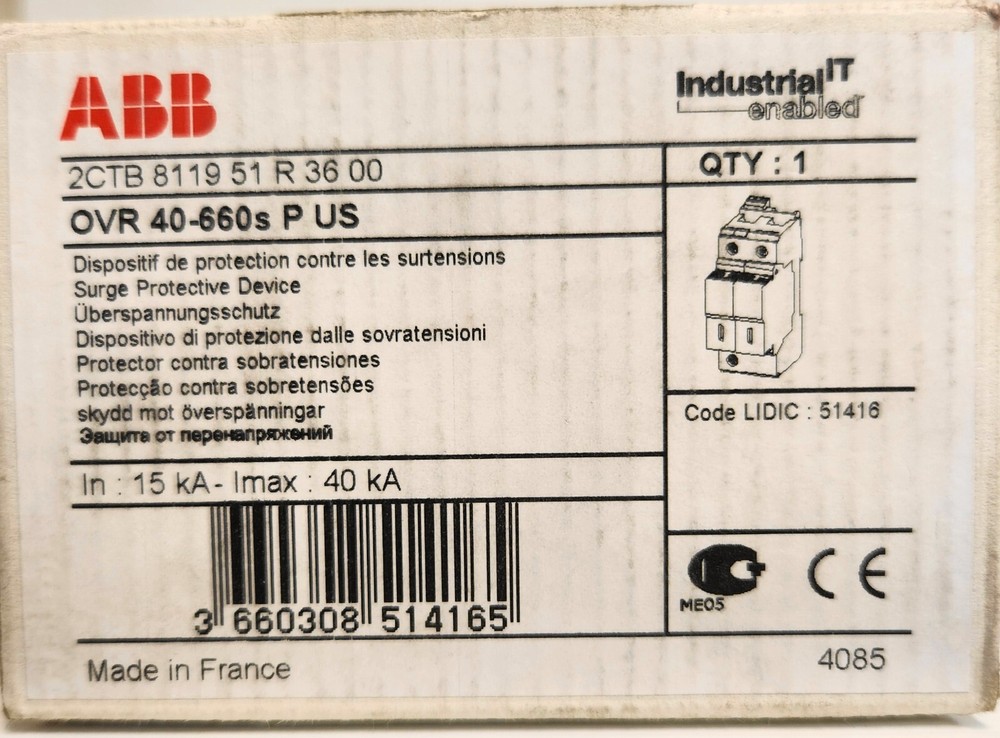 ABB
Industrial IT
enabled
2CTB 8119 51 R 36 00
QTY : 1
OVR 40-660s P US
Dispositif de protection contre les surtensions
Surge Protective Device
Überspannungsschutz
Dispositivo di protezione dalle sovratensioni
Protector contra sobratensiones
Protecção contra sobretensões
skydd mot överspänningar
Защита от перенапряжений
Code LIDIC : 51416
In : 15 kA - Imax : 40 kA
3 660308 514165
ME05
CE
Made in France
4085